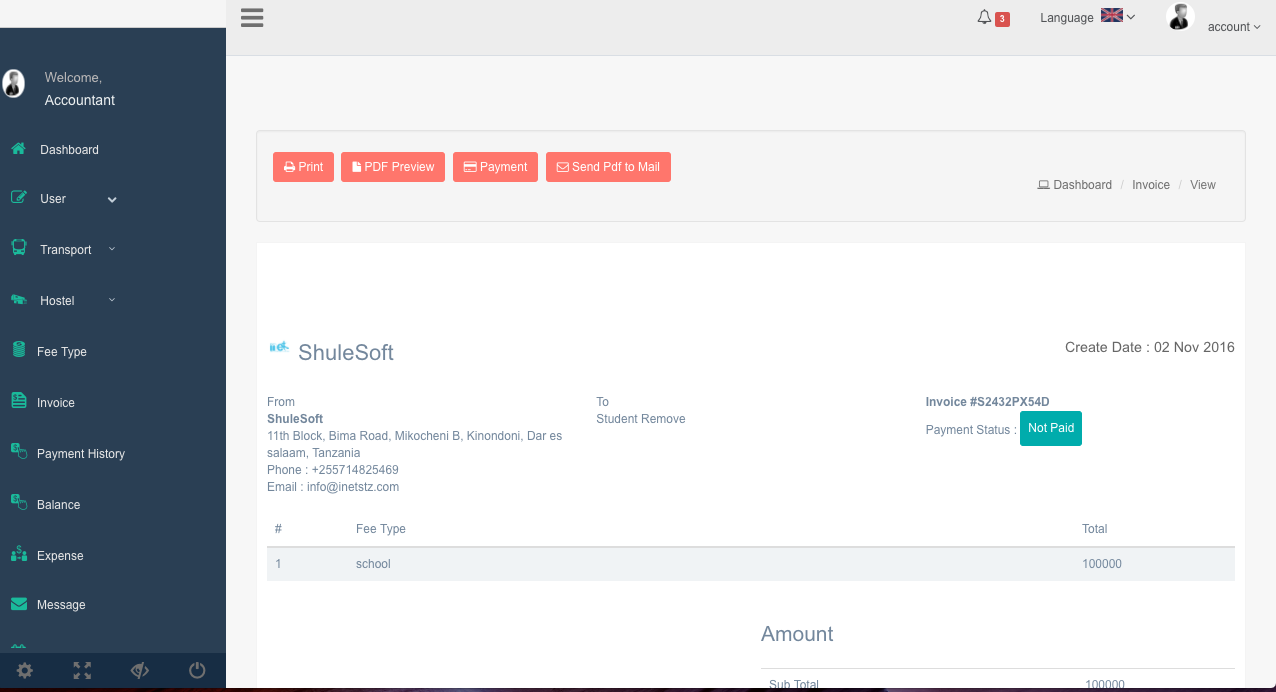 3
Language
account
Welcome,
Accountant
Dashboard
User
Transport
Hostel
Fee Type
Invoice
Payment History
Balance
Expense
Message
Print
PDF Preview
Payment
Send Pdf to Mail
Dashboard / Invoice / View
ShuleSoft
Create Date : 02 Nov 2016
From
ShuleSoft
11th Block, Bima Road, Mikocheni B, Kinondoni, Dar es
salaam, Tanzania
Phone : +255714825469
Email : info@inetstz.com
To
Student Remove
Invoice #S2432PX54D
Payment Status : Not Paid
# Fee Type Total
1 school 100000
Amount
Sub Total 100000